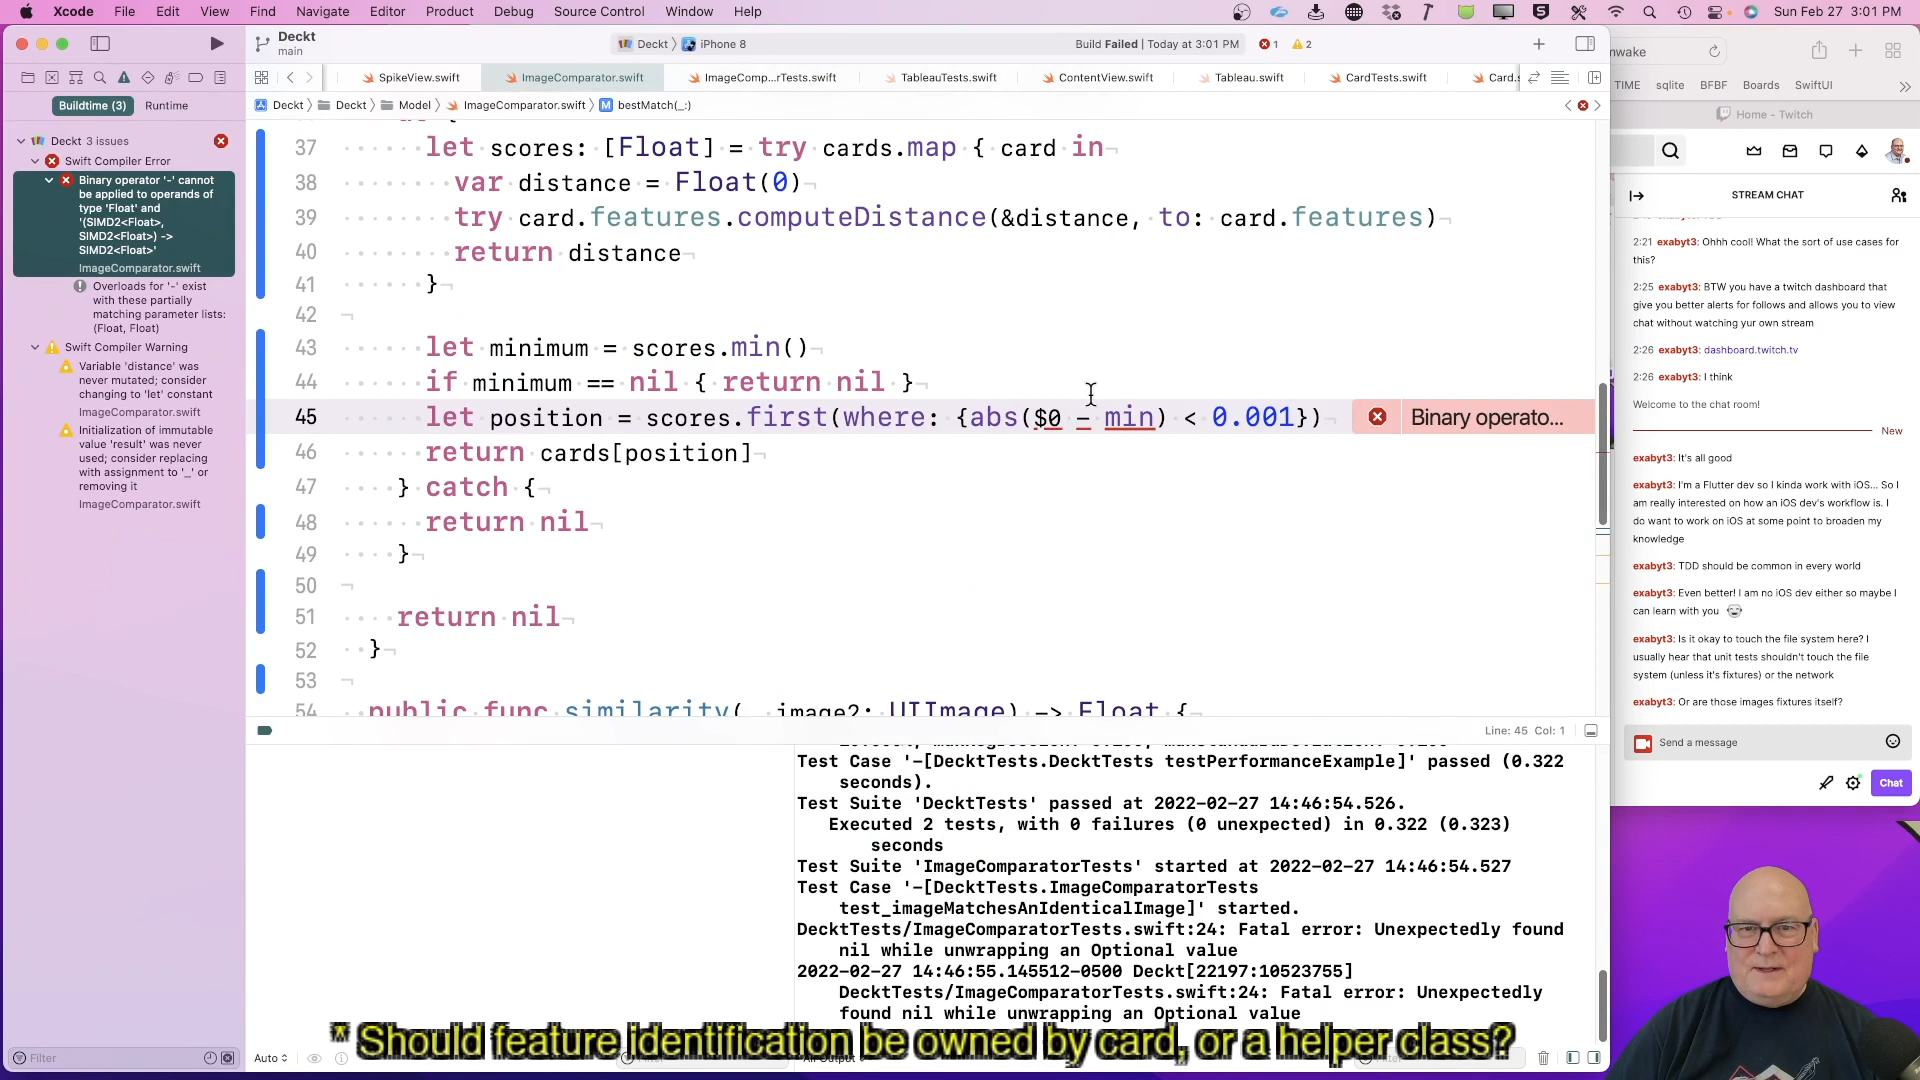 Xcode File Edit View Find Navigate Editor Product Debug Source Control Window Help Sun Feb 27 3:01 PM
Deckt
main
Deckt 〉 iPhone 8
Build Failed | Today at 3:01 PM 1 2
nwake
TIME sqlite BFBF Boards SwiftUI
Home - Twitch
SpikeView.swift ImageComparator.swift ImageComp...rTests.swift TableauTests.swift ContentView.swift Tableau.swift CardTests.swift Card.s
Buildtime (3) Runtime
Deckt 〉 Deckt 〉 Model 〉 ImageComparator.swift 〉 M bestMatch(_:)
Deckt 3 issues
Swift Compiler Error
Binary operator '-' cannot
be applied to operands of
type 'Float' and
'(SIMD2<Float>,
SIMD2<Float>) ->
SIMD2<Float>'
ImageComparator.swift
Overloads for '-' exist
with these partially
matching parameter lists:
(Float, Float)
Swift Compiler Warning
Variable 'distance' was
never mutated; consider
changing to 'let' constant
ImageComparator.swift
Initialization of immutable
value 'result' was never
used; consider replacing
with assignment to '_' or
removing it
ImageComparator.swift
Filter
37 let scores: [Float] = try cards.map { card in
38 var distance = Float(0)
39 try card.features.computeDistance(&distance, to: card.features)
40 return distance
41 }
42
43 let minimum = scores.min()
44 if minimum == nil { return nil }
45 let position = scores.first(where: {abs($0 - min) < 0.001}) Binary operato...
46 return cards[position]
47 } catch {
48 return nil
49 }
50
51 return nil
52 }
53
54 public func similarity(_ image2: UIImage) -> Float {
Line: 45 Col: 1
Test Case '-[DecktTests.DecktTests testPerformanceExample]' passed (0.322
seconds).
Test Suite 'DecktTests' passed at 2022-02-27 14:46:54.526.
Executed 2 tests, with 0 failures (0 unexpected) in 0.322 (0.323)
seconds
Test Suite 'ImageComparatorTests' started at 2022-02-27 14:46:54.527
Test Case '-[DecktTests.ImageComparatorTests
test_imageMatchesAnIdenticalImage]' started.
DecktTests/ImageComparatorTests.swift:24: Fatal error: Unexpectedly found
nil while unwrapping an Optional value
2022-02-27 14:46:55.145512-0500 Deckt[22197:10523755]
DecktTests/ImageComparatorTests.swift:24: Fatal error: Unexpectedly
found nil while unwrapping an Optional value
* Should feature identification be owned by card, or a helper class?
Auto
STREAM CHAT
2:21 exabyt3: Ohhh cool! What the sort of use cases for
this?
2:25 exabyt3: BTW you have a twitch dashboard that
give you better alerts for follows and allows you to view
chat without watching yur own stream
2:26 exabyt3: dashboard.twitch.tv
2:26 exabyt3: I think
Welcome to the chat room!
New
exabyt3: It's all good
exabyt3: I'm a Flutter dev so I kinda work with iOS... So I
am really interested on how an iOS dev's workflow is. I
do want to work on iOS at some point to broaden my
knowledge
exabyt3: TDD should be common in every world
exabyt3: Even better! I am no iOS dev either so maybe I
can learn with you
exabyt3: Is it okay to touch the file system here? I
usually hear that unit tests shouldn't touch the file
system (unless it's fixtures) or the network
exabyt3: Or are those images fixtures itself?
Send a message
Chat